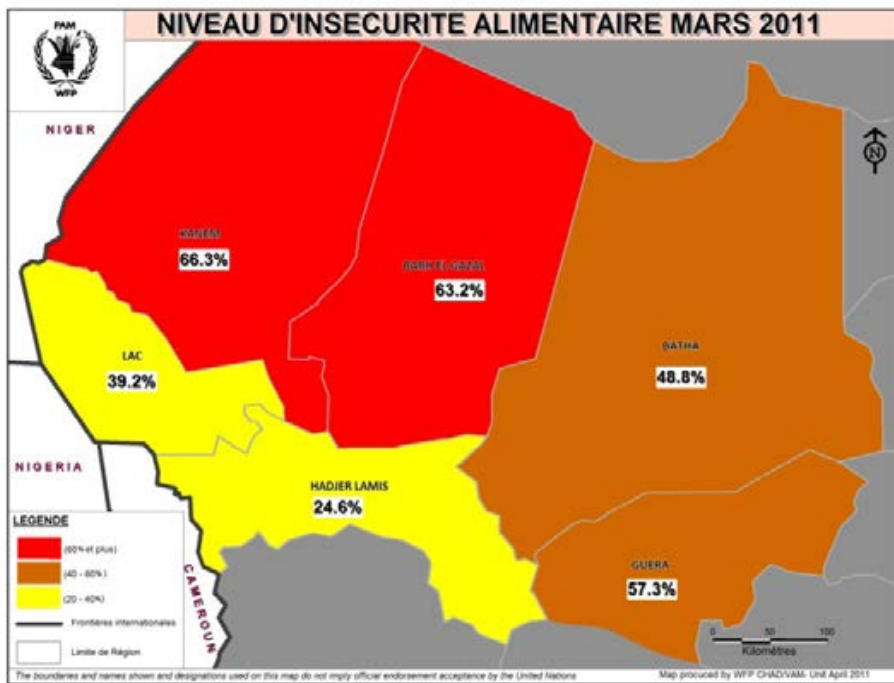 NIVEAU D'INSECURITE ALIMENTAIRE MARS 2011
PAM
WFP
NIGER
N
KANEM
66.3%
BARH EL GAZAL
63.2%
LAC
39.2%
BATHA
48.8%
NIGERIA
HADJER LAMIS
24.6%
GUERA
57.3%
CAMEROUN
LEGENDE
(60% et plus)
(40 - 60%)
(20 - 40%)
Frontières internationales
Limite de Région
0 50 100
Kilométres
The boundaries and names shown and designations used on this map do not imply official endorsement acceptance by the United Nations
Map procuced by WFP CHAD/VAM- Unit April 2011